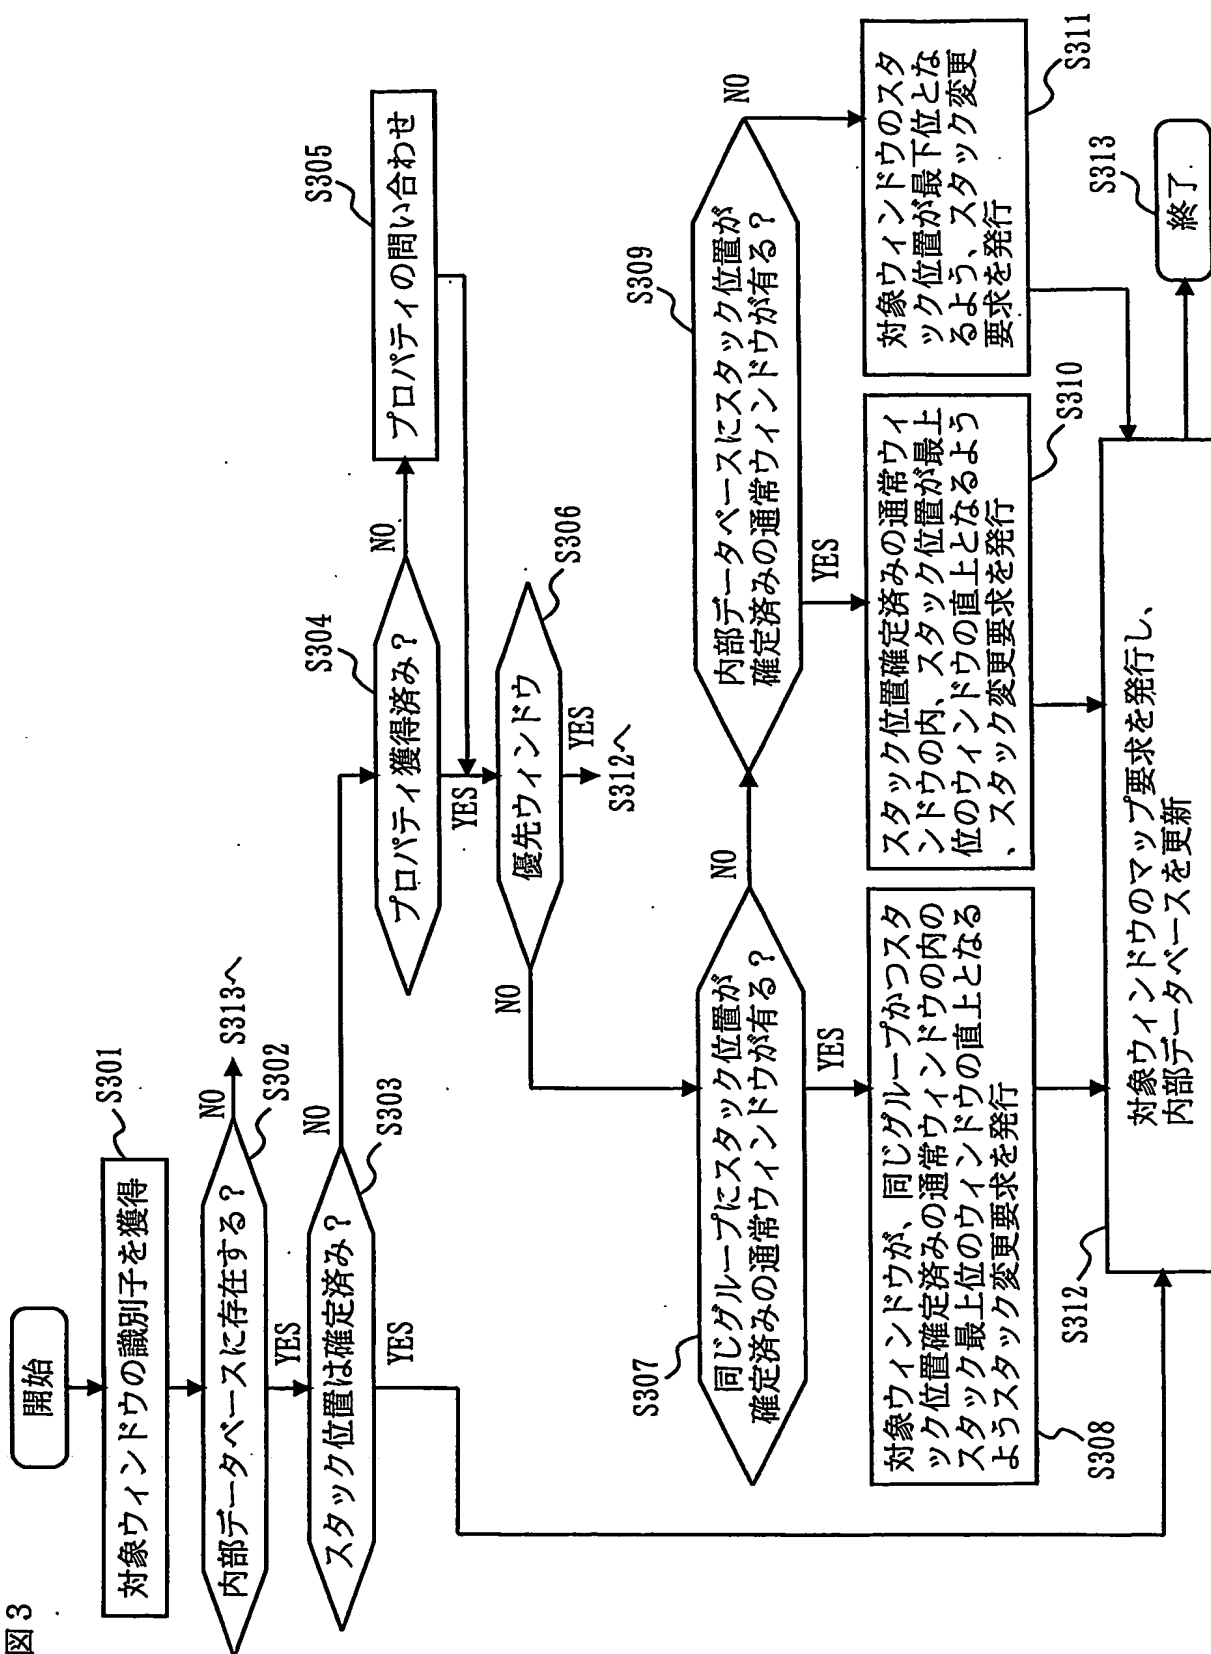 図3
開始
対象ウィンドウの識別子を獲得
S301
内部データベースに存在する?
S302
NO
S313へ
YES
スタック位置は確定済み?
S303
NO
YES
プロパティ獲得済み?
S304
NO
YES
プロパティの問い合わせ
S305
優先ウィンドウ
S306
NO
YES
S312へ
同じグループにスタック位置が
確定済みの通常ウィンドウが有る?
S307
NO
YES
対象ウィンドウが、同じグループかつスタ
ック位置確定済みの通常ウィンドウの内の
スタック最上位のウィンドウの直上となる
ようスタック変更要求を発行
S308
内部データベースにスタック位置が
確定済みの通常ウィンドウが有る?
S309
NO
YES
スタック位置確定済みの通常ウィ
ンドウの内、スタック位置が最上
位のウィンドウの直上となるよう
、スタック変更要求を発行
S310
対象ウィンドウのスタ
ック位置が最下位とな
るよう、スタック変更
要求を発行
S311
対象ウィンドウのマップ要求を発行し、
内部データベースを更新
S312
終了
S313